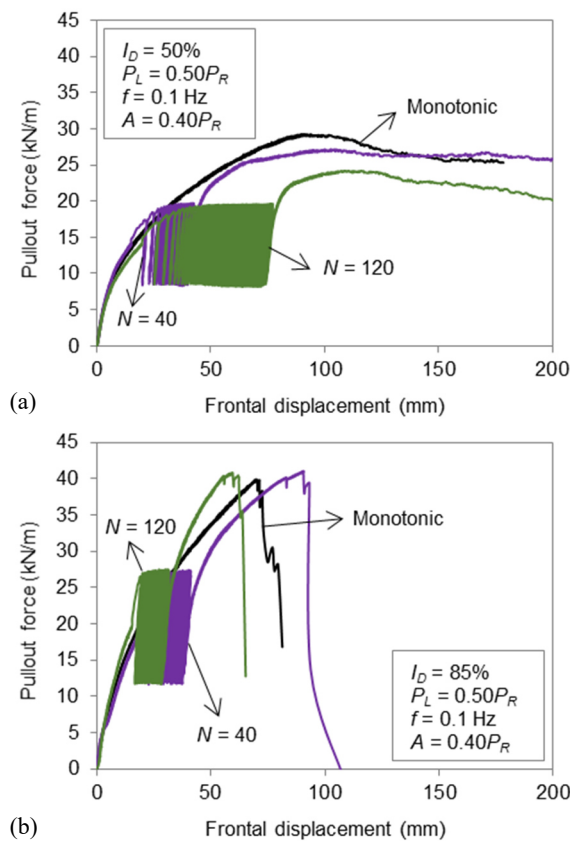 (a)
Pullout force (kN/m)
45
40
35
30
25
20
15
10
5
0
I_D = 50%
P_L = 0.50P_R
f = 0.1 Hz
A = 0.40P_R
Monotonic
N = 120
N = 40
0 50 100 150 200
Frontal displacement (mm)
(b)
Pullout force (kN/m)
45
40
35
30
25
20
15
10
5
0
N = 120
Monotonic
N = 40
I_D = 85%
P_L = 0.50P_R
f = 0.1 Hz
A = 0.40P_R
0 50 100 150 200
Frontal displacement (mm)